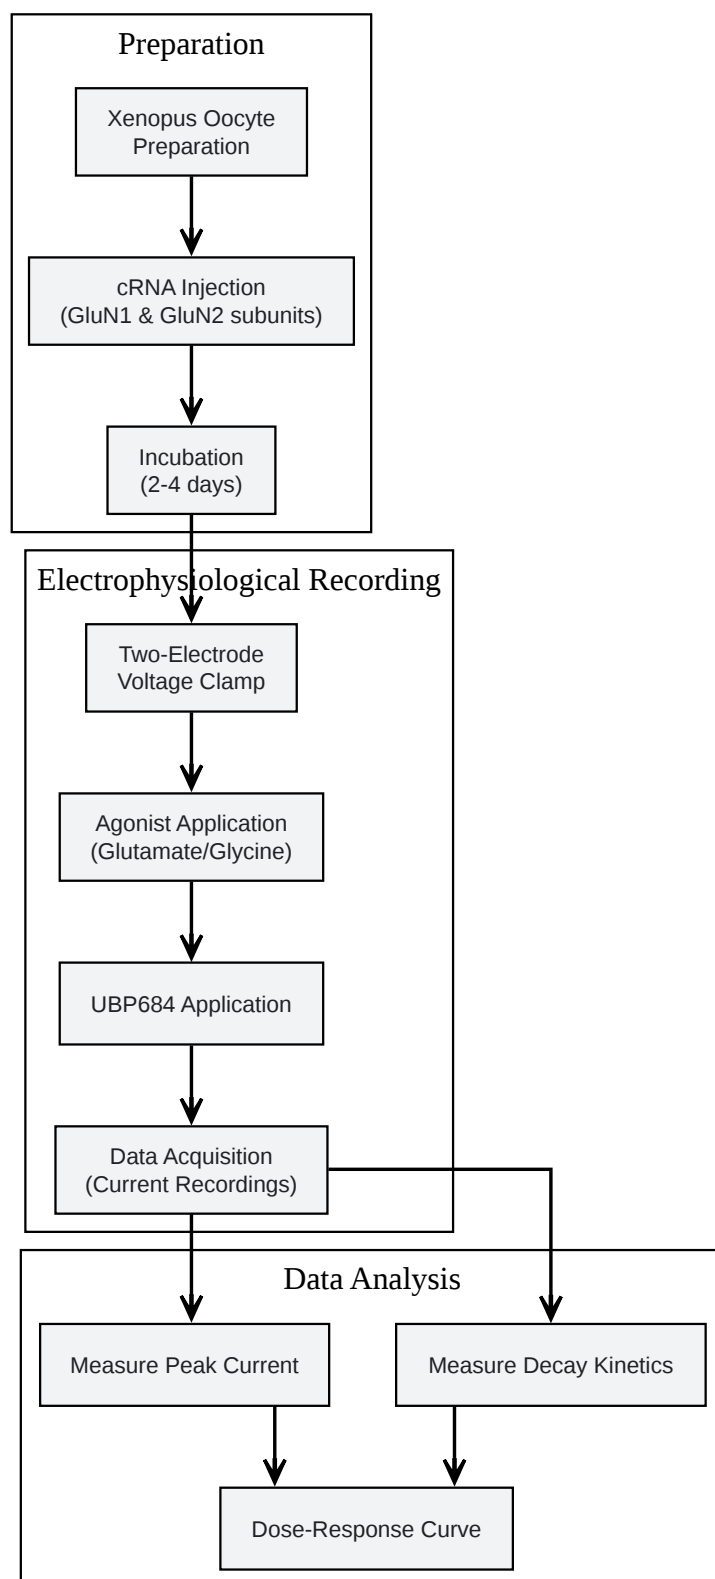 Preparation
Xenopus Oocyte
Preparation
cRNA Injection
(GluN1 & GluN2 subunits)
Incubation
(2-4 days)
Electrophysiological Recording
Two-Electrode
Voltage Clamp
Agonist Application
(Glutamate/Glycine)
UBP684 Application
Data Acquisition
(Current Recordings)
Data Analysis
Measure Peak Current
Measure Decay Kinetics
Dose-Response Curve